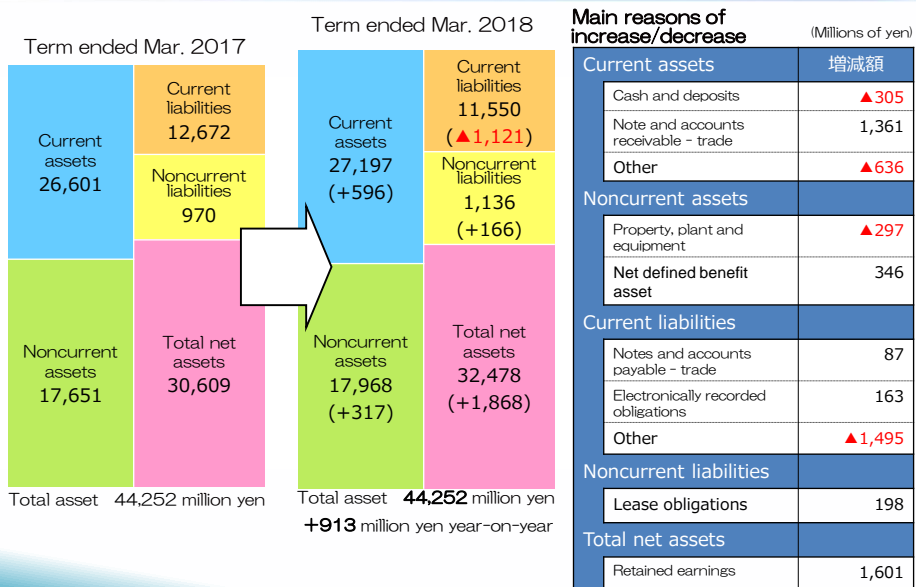 Term ended Mar. 2017
Current
assets
26,601
Noncurrent
assets
17,651
Current
liabilities
12,672
Noncurrent
liabilities
970
Total net
assets
30,609
Total asset 44,252 million yen
Term ended Mar. 2018
Current
assets
27,197
(+596)
Noncurrent
assets
17,968
(+317)
Current
liabilities
11,550
(▲1,121)
Noncurrent
liabilities
1,136
(+166)
Total net
assets
32,478
(+1,868)
Total asset 44,252 million yen
+913 million yen year-on-year
Main reasons of
increase/decrease
(Millions of yen)
Current assets 増減額
Cash and deposits ▲305
Note and accounts
receivable - trade 1,361
Other ▲636
Noncurrent assets
Property, plant and
equipment ▲297
Net defined benefit
asset 346
Current liabilities
Notes and accounts
payable - trade 87
Electronically recorded
obligations 163
Other ▲1,495
Noncurrent liabilities
Lease obligations 198
Total net assets
Retained earnings 1,601